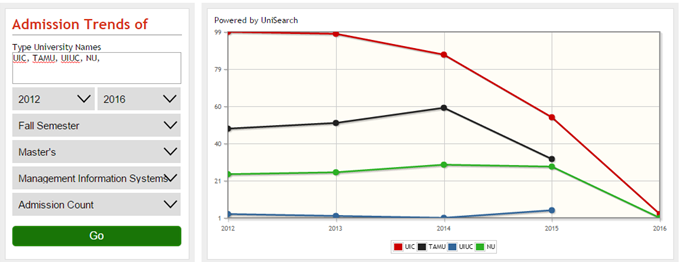 Admission Trends of
Type University Names
UIC, TAMU, UIUC, NU,
2012 2016
Fall Semester
Master's
Management Information Systems
Admission Count
Go
Powered by UniSearch
99
79
60
40
21
1
2012 2013 2014 2015 2016
UIC TAMU UIUC NU